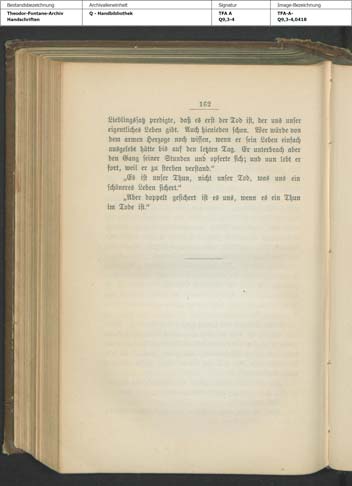 Bestandsbezeichnung
Theodor-Fontane-Archiv
Handschriften
Archivalieneinheit
Q - Handbibliothek
Signatur
TFA A
Q9,3-4
Image-Bezeichnung
TFA-A-
Q9,3-4,0418
162
Lieblingssatz predigte, daß es erst der Tod ist, der uns unser
eigentliches Leben gibt. Auch hienieden schon. Wer würde von
dem armen Herzoge noch wissen, wenn er sein Leben einfach
ausgelebt hätte bis auf den letzten Tag. Er unterbrach aber
den Gang seiner Stunden und opferte sich; und nun lebt er
fort, weil er zu sterben verstand.“
„Es ist unser Thun, nicht unser Tod, was uns ein
schöneres Leben sichert.“
„Aber doppelt gesichert ist es uns, wenn es ein Thun
im Tode ist.“